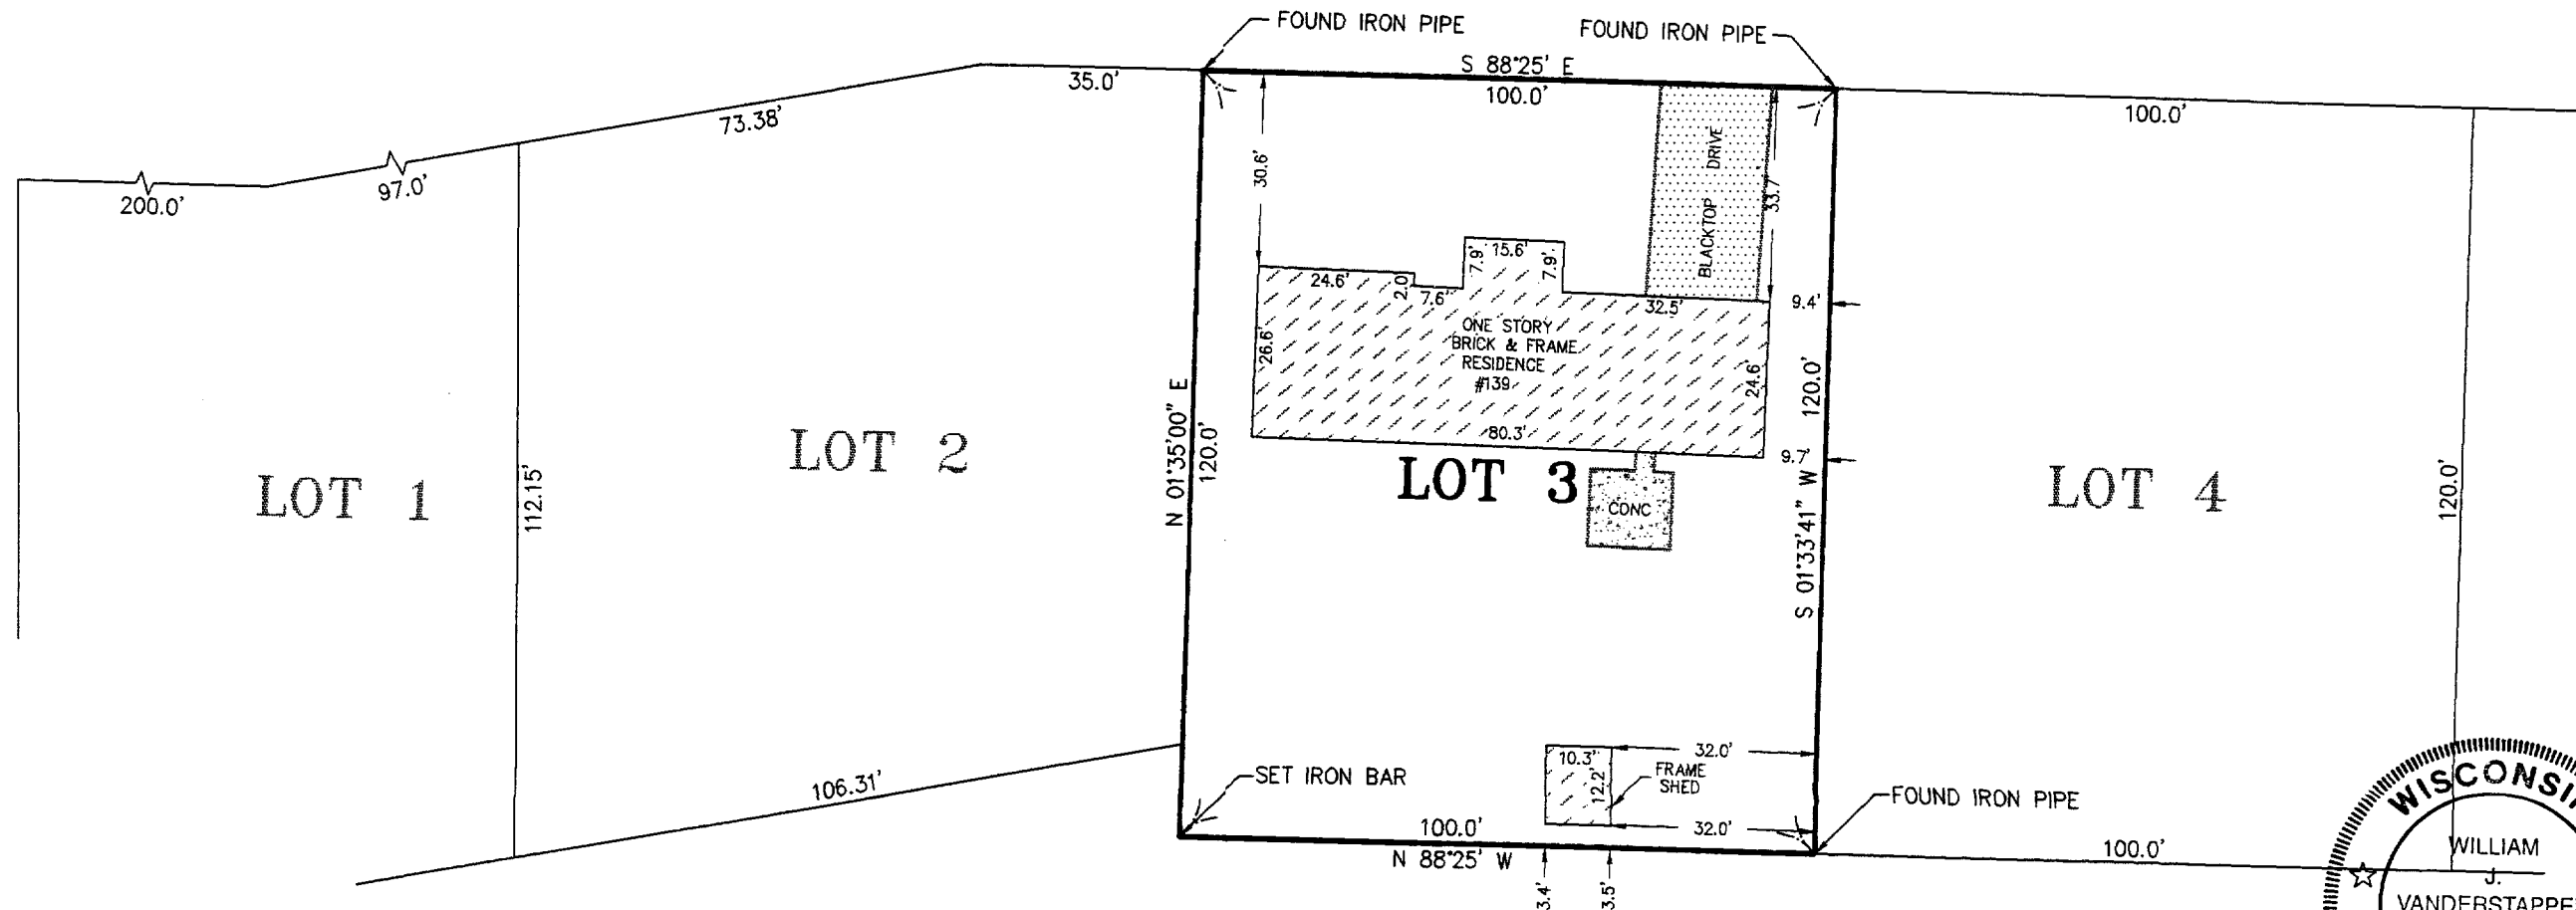 FOUND IRON PIPE
FOUND IRON PIPE
S 88°25' E
100.0'
35.0'
73.38'
97.0'
200.0'
100.0'
30.6'
BLACKTOP DRIVE
33.7'
15.6'
7.9'
7.9'
24.6'
2.0'
7.6'
32.5'
9.4'
ONE STORY
BRICK & FRAME
RESIDENCE
#139
26.6'
24.6'
80.3'
9.7'
N 01°35'00" E
120.0'
120.0'
S 01°33'41" W
LOT 1
112.15'
LOT 2
LOT 3
CONC
LOT 4
120.0'
106.31'
SET IRON BAR
10.3'
12.2'
32.0'
FRAME
SHED
32.0'
FOUND IRON PIPE
100.0'
N 88°25' W
100.0'
3.4'
3.5'
WISCONSI
WILLIAM
J.
VANDERSTAPPE